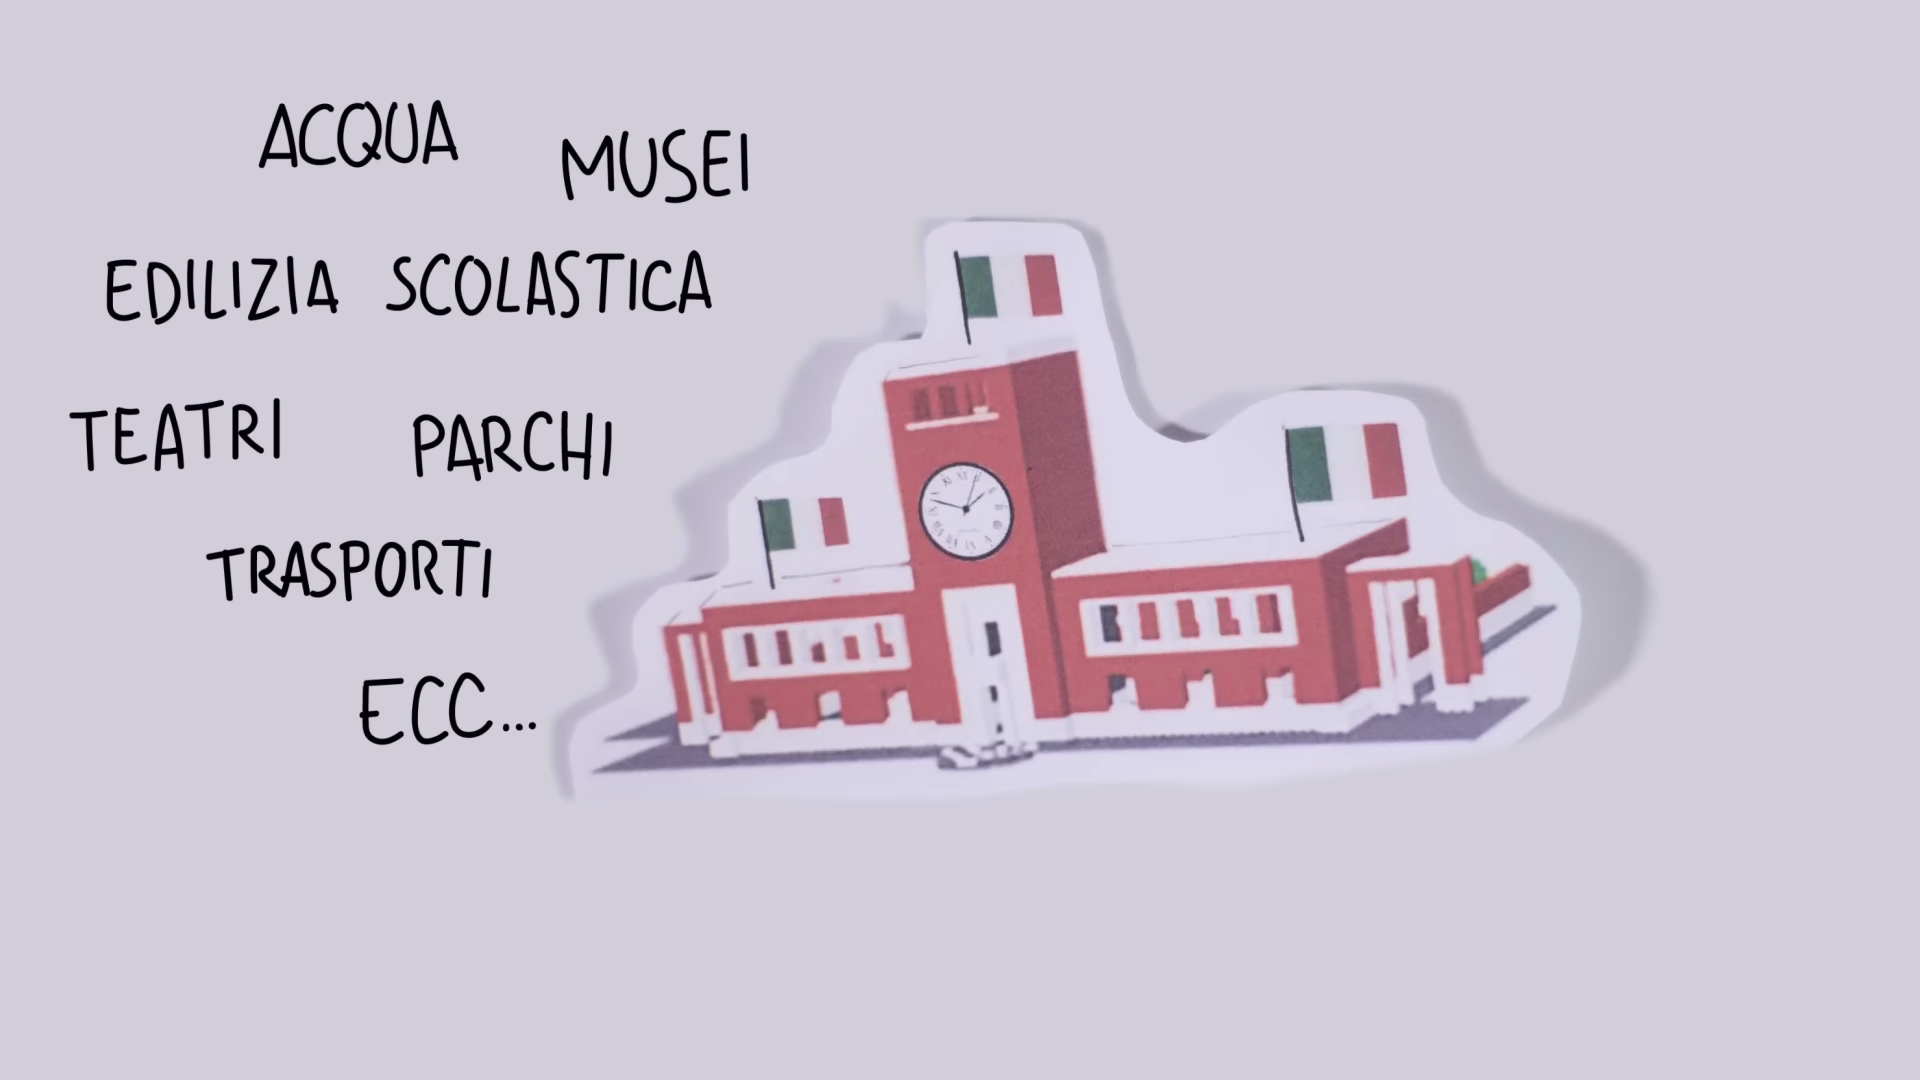 ACQUA
MUSEI
EDILIZIA SCOLASTICA
TEATRI
PARCHI
TRASPORTI
ECC...